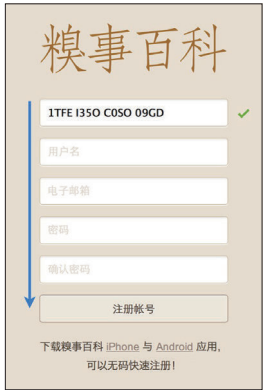 糗事百科
1TFE I35O C0SO 09GD
用户名
电子邮箱
密码
确认密码
注册帐号
下载糗事百科 iPhone 与 Android 应用，
可以无码快速注册！